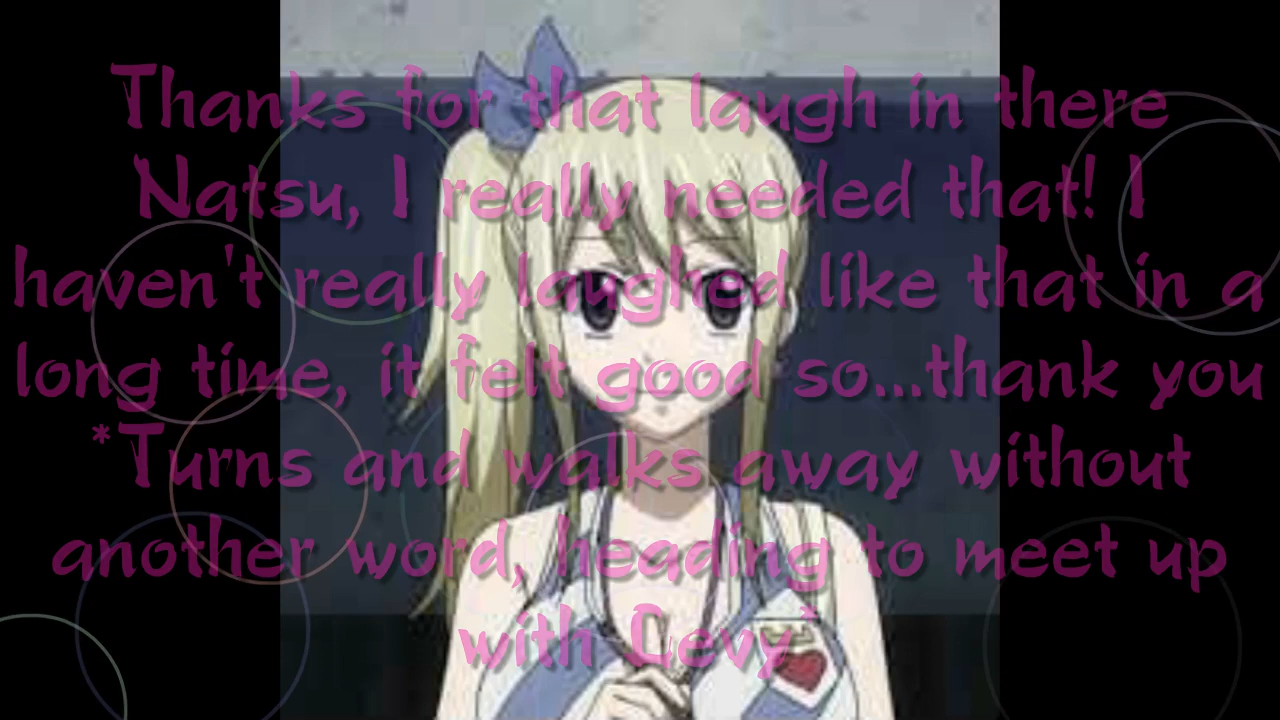 Thanks for that laugh in there
Natsu, I really needed that! I
haven't really laughed like that in a
long time, it felt good so...thank you
*Turns and walks away without
another word, heading to meet up
with Levy*